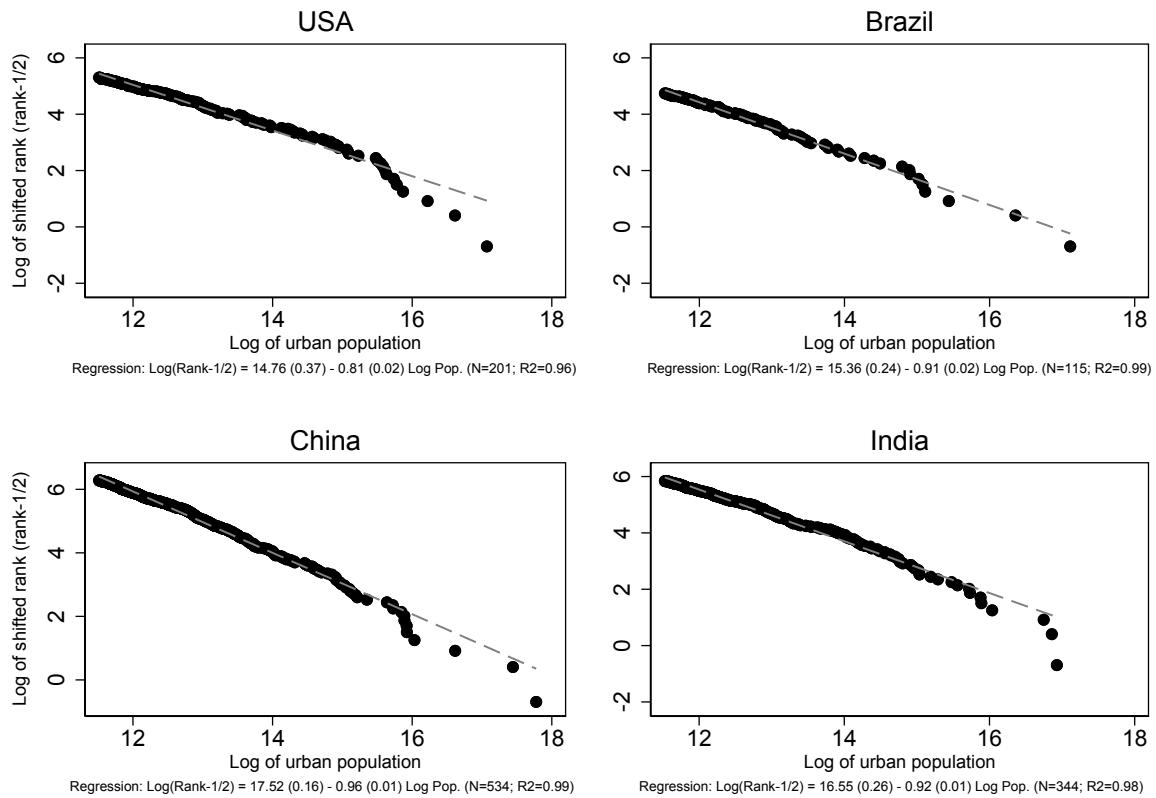 USA
Log of shifted rank (rank-1/2)
6
4
2
0
-2
12 14 16 18
Log of urban population
Regression: Log(Rank-1/2) = 14.76 (0.37) - 0.81 (0.02) Log Pop. (N=201; R2=0.96)
Brazil
6
4
2
0
-2
12 14 16 18
Log of urban population
Regression: Log(Rank-1/2) = 15.36 (0.24) - 0.91 (0.02) Log Pop. (N=115; R2=0.99)
China
Log of shifted rank (rank-1/2)
6
4
2
0
12 14 16 18
Log of urban population
Regression: Log(Rank-1/2) = 17.52 (0.16) - 0.96 (0.01) Log Pop. (N=534; R2=0.99)
India
6
4
2
0
-2
12 14 16 18
Log of urban population
Regression: Log(Rank-1/2) = 16.55 (0.26) - 0.92 (0.01) Log Pop. (N=344; R2=0.98)